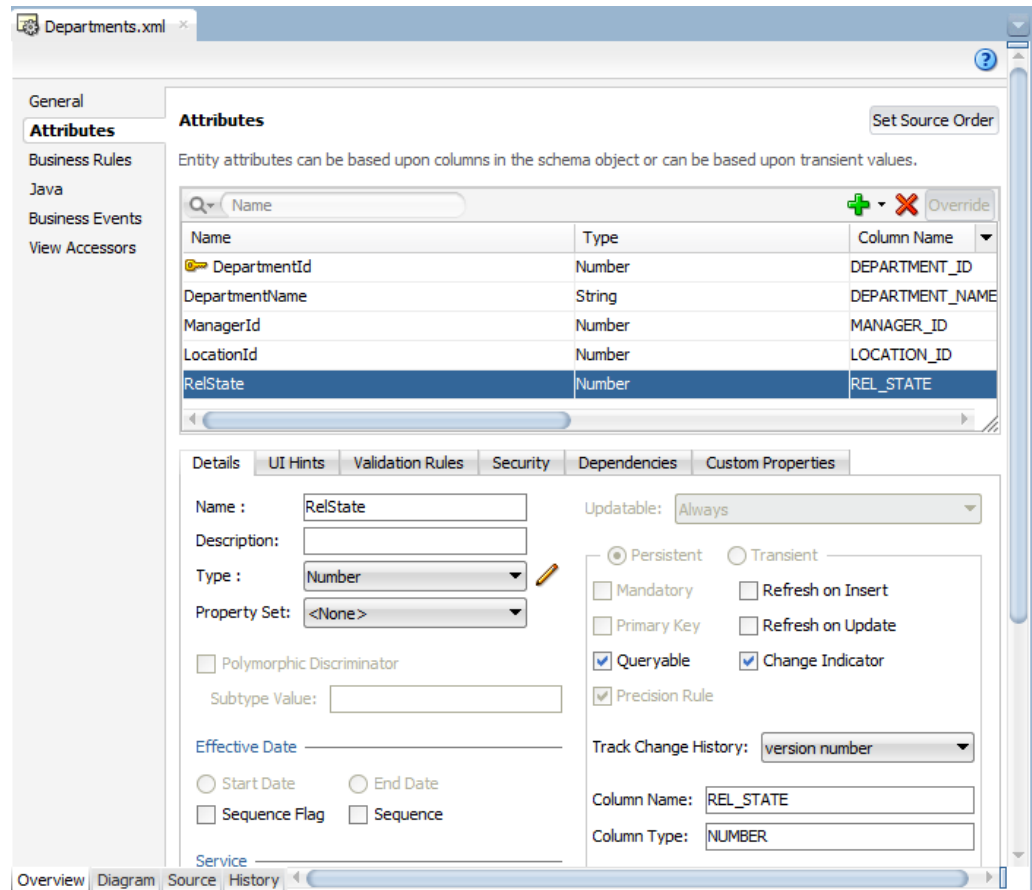 Departments.xml
General
Attributes
Business Rules
Java
Business Events
View Accessors
Attributes
Set Source Order
Entity attributes can be based upon columns in the schema object or can be based upon transient values.
Name
Override
Name Type Column Name
DepartmentId Number DEPARTMENT_ID
DepartmentName String DEPARTMENT_NAME
ManagerId Number MANAGER_ID
LocationId Number LOCATION_ID
RelState Number REL_STATE
Details UI Hints Validation Rules Security Dependencies Custom Properties
Name : RelState
Description:
Type : Number
Property Set: <None>
Polymorphic Discriminator
Subtype Value:
Effective Date
Start Date End Date
Sequence Flag Sequence
Service
Updatable: Always
Persistent Transient
Mandatory Refresh on Insert
Primary Key Refresh on Update
Queryable Change Indicator
Precision Rule
Track Change History: version number
Column Name: REL_STATE
Column Type: NUMBER
Overview Diagram Source History